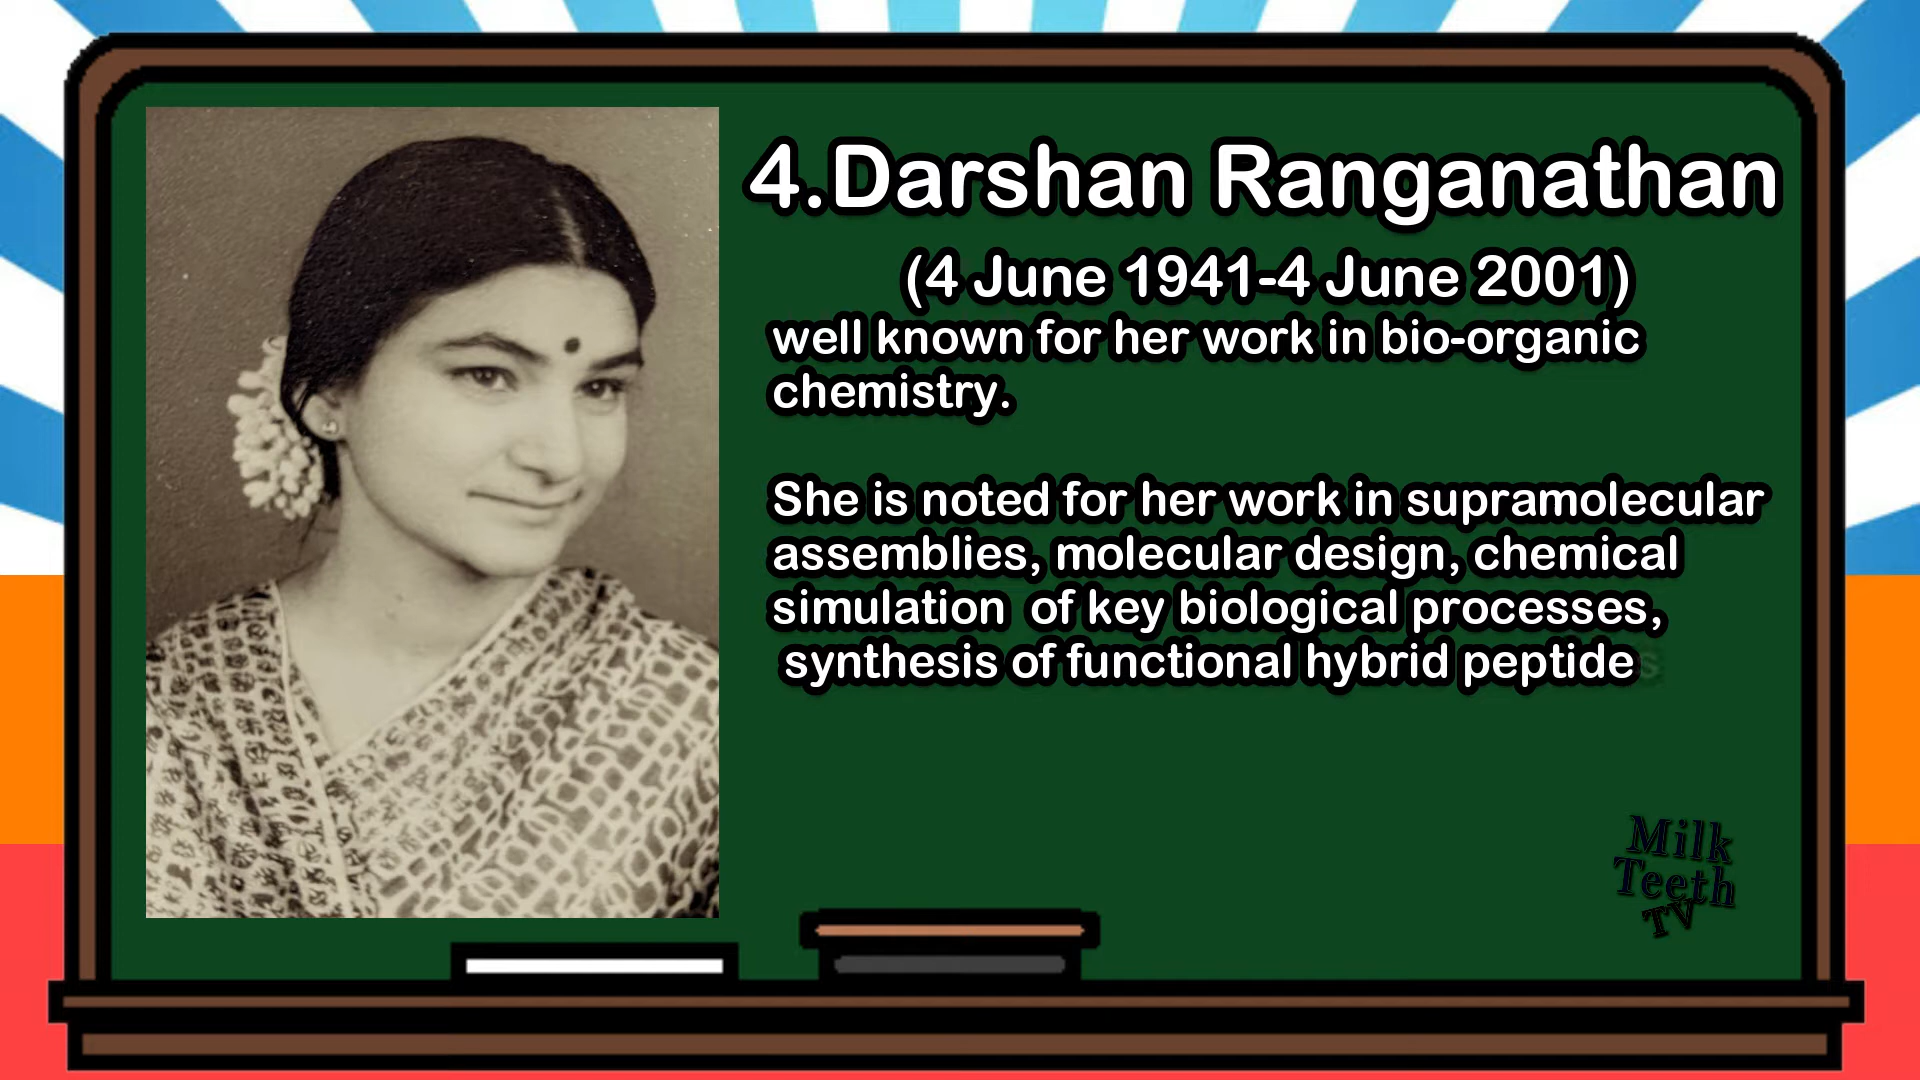 4.Darshan Ranganathan
(4 June 1941-4 June 2001)
well known for her work in bio-organic
chemistry.
She is noted for her work in supramolecular
assemblies, molecular design, chemical
simulation of key biological processes,
synthesis of functional hybrid peptides
Milk
Teeth
TV